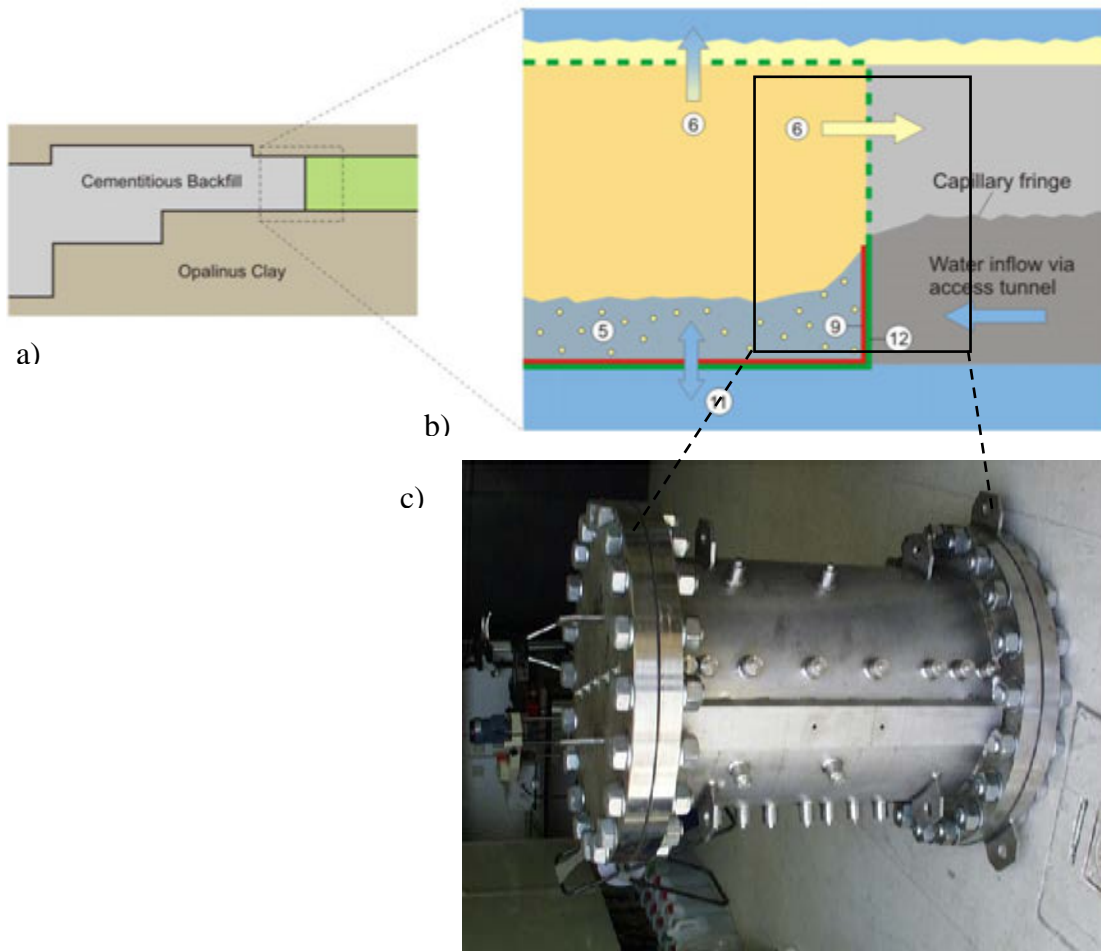 6
6
Cementitious Backfill
Capillary fringe
Opalinus Clay
Water inflow via
access tunnel
5
9
12
a)
11
b)
c)